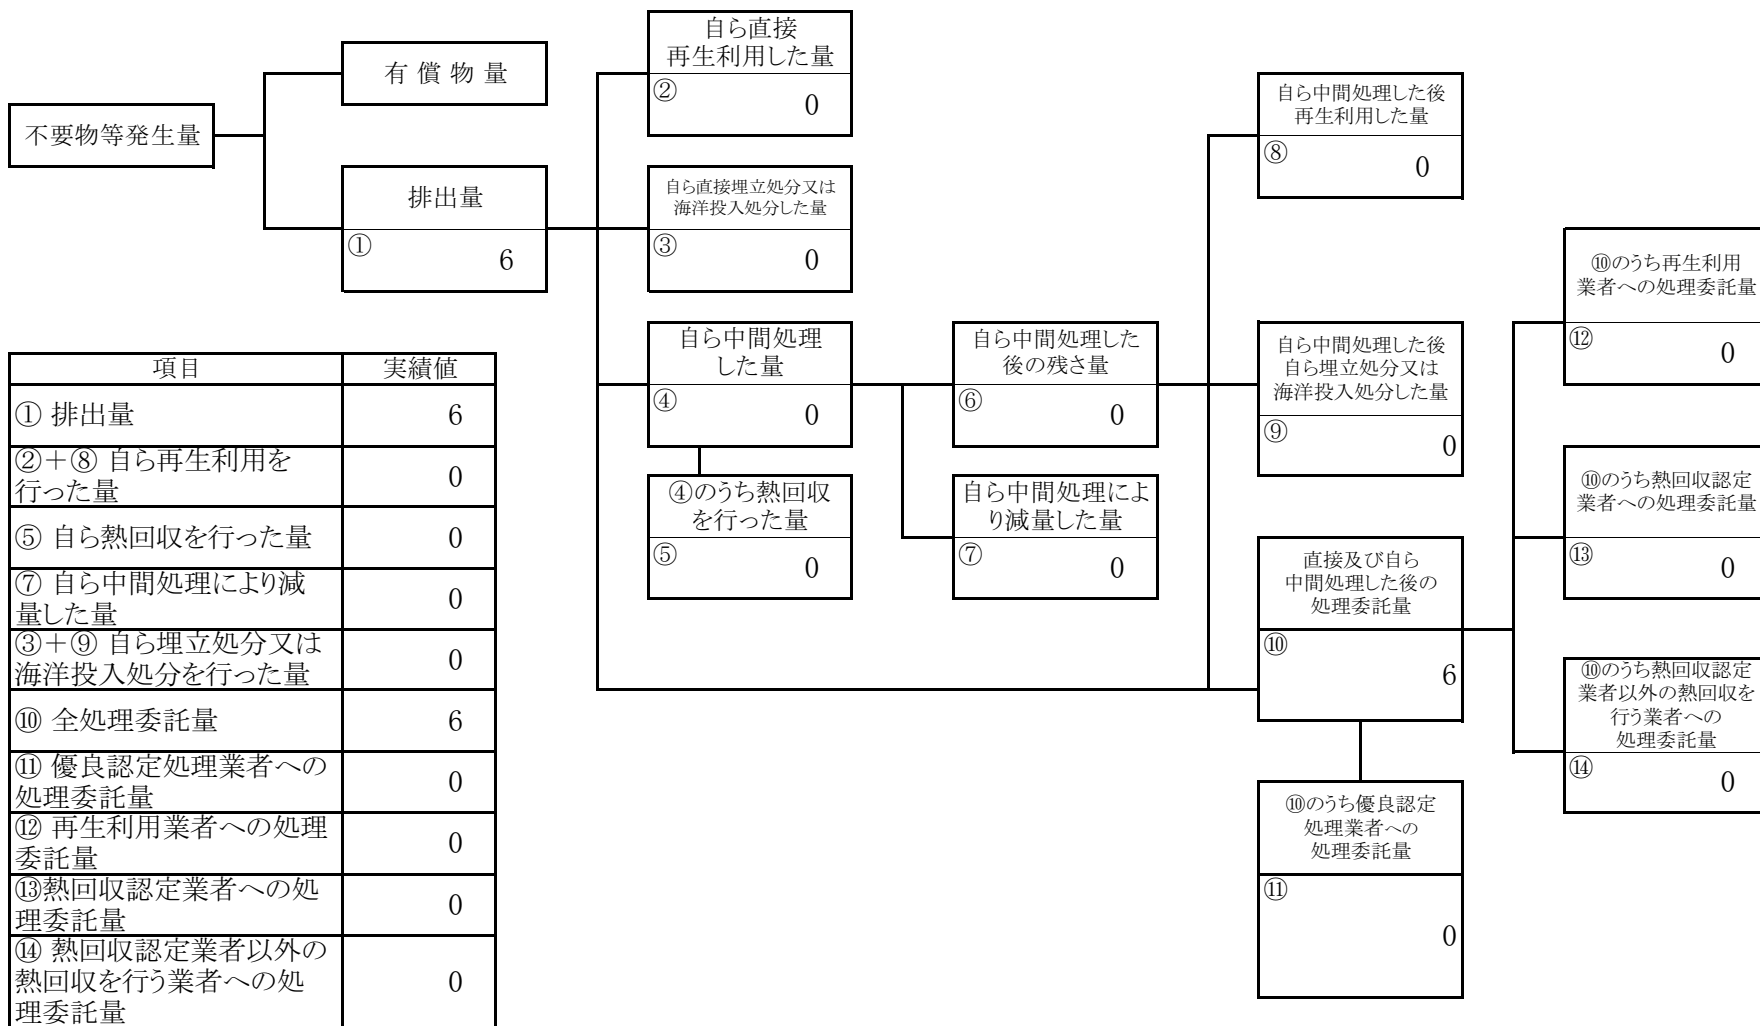 不要物等発生量
有 償 物 量
排出量
①
6
自ら直接
再生利用した量
②
0
自ら直接埋立処分又は
海洋投入処分した量
③
0
自ら中間処理
した量
④
0
④のうち熱回収
を行った量
⑤
0
自ら中間処理した
後の残さ量
⑥
0
自ら中間処理によ
り減量した量
⑦
0
自ら中間処理した後
再生利用した量
⑧
0
自ら中間処理した後
自ら埋立処分又は
海洋投入処分した量
⑨
0
直接及び自ら
中間処理した後の
処理委託量
⑩
6
⑩のうち優良認定
処理業者への
処理委託量
⑪
0
⑩のうち再生利用
業者への処理委託量
⑫
0
⑩のうち熱回収認定
業者への処理委託量
⑬
0
⑩のうち熱回収認定
業者以外の熱回収を
行う業者への
処理委託量
⑭
0
項目 実績値
① 排出量 6
②＋⑧ 自ら再生利用を
行った量 0
⑤ 自ら熱回収を行った量 0
⑦ 自ら中間処理により減
量した量 0
③＋⑨ 自ら埋立処分又は
海洋投入処分を行った量 0
⑩ 全処理委託量 6
⑪ 優良認定処理業者への
処理委託量 0
⑫ 再生利用業者への処理
委託量 0
⑬熱回収認定業者への処
理委託量 0
⑭ 熱回収認定業者以外の
熱回収を行う業者への処 0
理委託量